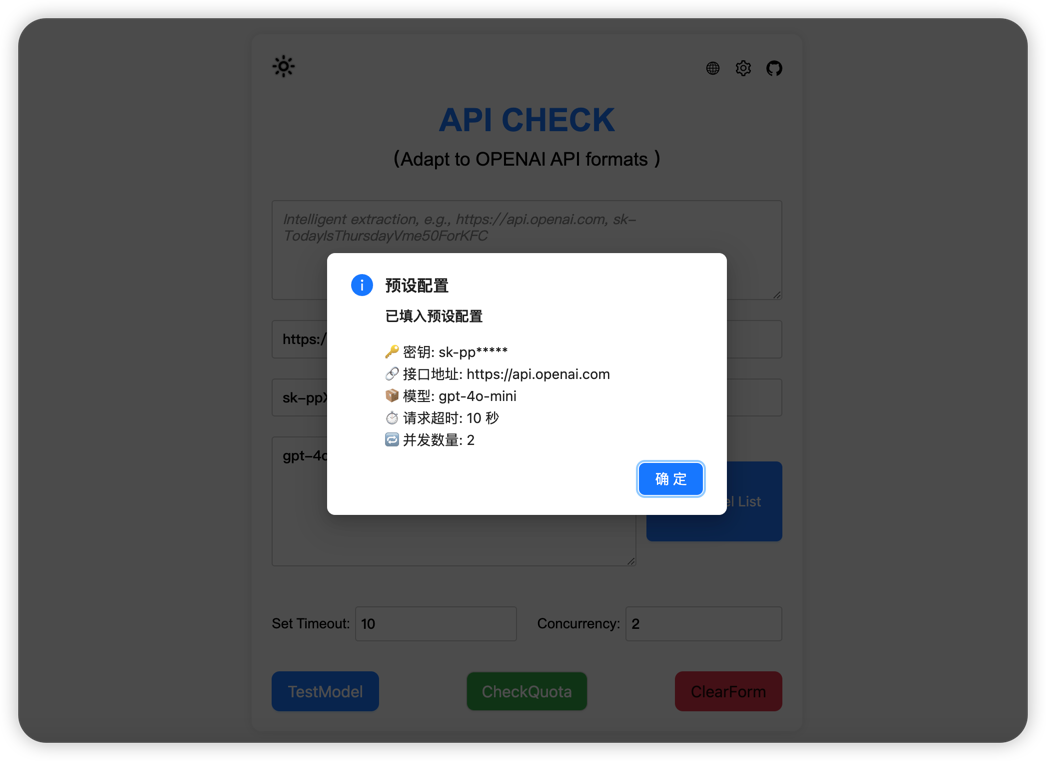 API CHECK
(Adapt to OPENAI API formats )
Intelligent extraction, e.g., https://api.openai.com, sk-
TodayIsThursdayVme50ForKFC
预设配置
已填入预设配置
https:/
🔑 密钥: sk-pp*****
🔗 接口地址: https://api.openai.com
sk-pp
📦 模型: gpt-4o-mini
⏱ 请求超时: 10 秒
🔁 并发数量: 2
gpt-4o
确 定
List
Set Timeout: 10 Concurrency: 2
TestModel CheckQuota ClearForm